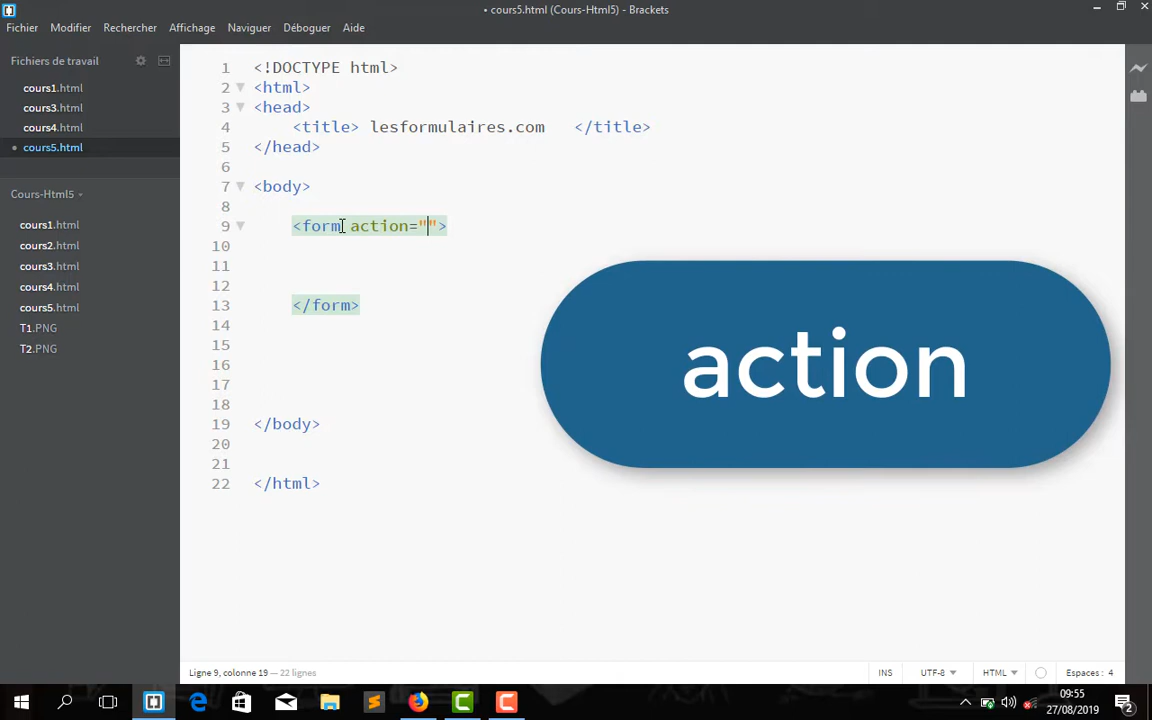 • cours5.html (Cours-Html5) - Brackets
Fichier Modifier Rechercher Affichage Naviguer Déboguer Aide
Fichiers de travail
cours1.html
cours3.html
cours4.html
• cours5.html
Cours-Html5
cours1.html
cours2.html
cours3.html
cours4.html
cours5.html
T1.PNG
T2.PNG
1 <!DOCTYPE html>
2 <html>
3 <head>
4 <title> lesformulaires.com </title>
5 </head>
6
7 <body>
8
9 <form action="">
10
11
12
13 </form>
14
15
16
17
18
19 </body>
20
21
22 </html>
action
Ligne 9, colonne 19 — 22 lignes
INS UTF-8 HTML Espaces : 4
09:55
27/08/2019
2